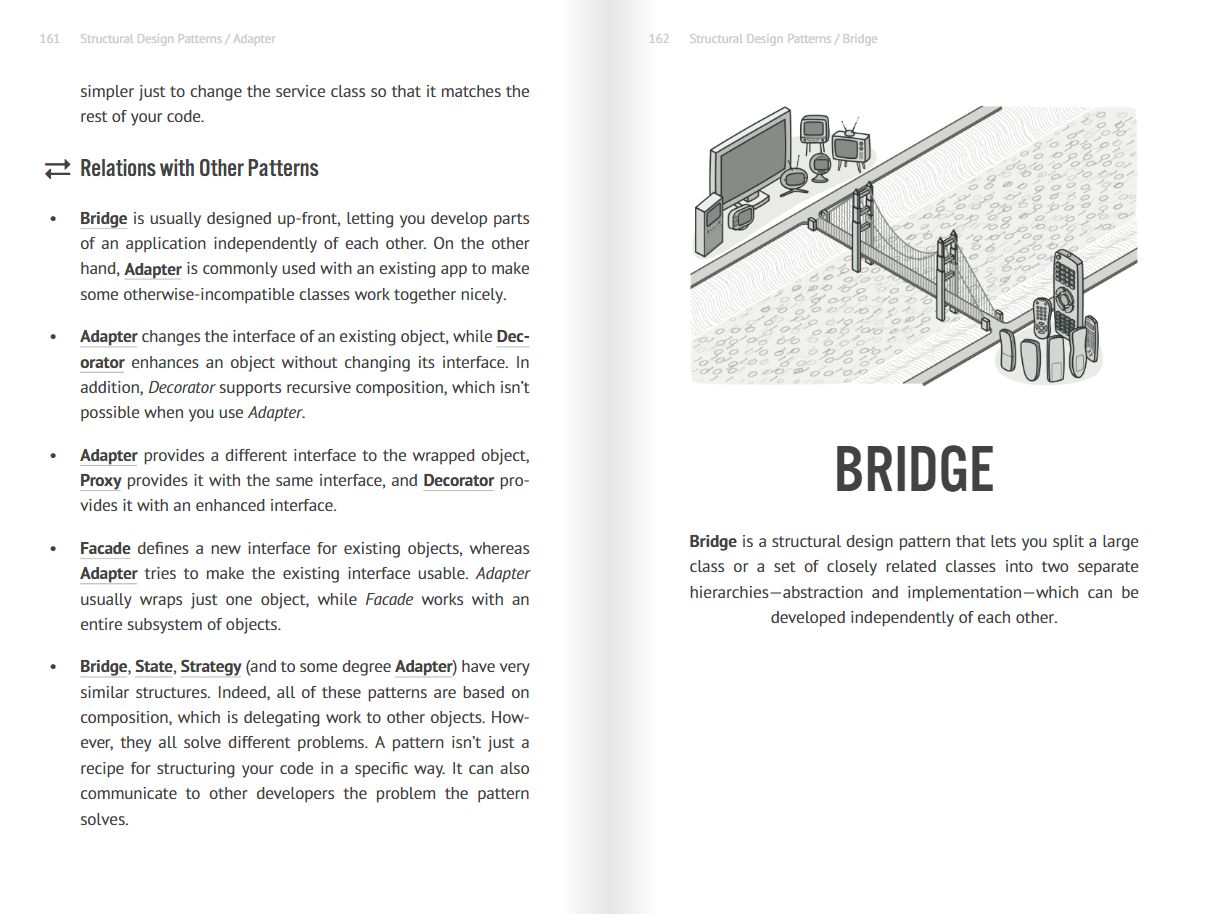 161 Structural Design Patterns / Adapter
simpler just to change the service class so that it matches the
rest of your code.
Relations with Other Patterns
• Bridge is usually designed up-front, letting you develop parts
of an application independently of each other. On the other
hand, Adapter is commonly used with an existing app to make
some otherwise-incompatible classes work together nicely.
• Adapter changes the interface of an existing object, while Dec-
orator enhances an object without changing its interface. In
addition, Decorator supports recursive composition, which isn’t
possible when you use Adapter.
• Adapter provides a different interface to the wrapped object,
Proxy provides it with the same interface, and Decorator pro-
vides it with an enhanced interface.
• Facade defines a new interface for existing objects, whereas
Adapter tries to make the existing interface usable. Adapter
usually wraps just one object, while Facade works with an
entire subsystem of objects.
• Bridge, State, Strategy (and to some degree Adapter) have very
similar structures. Indeed, all of these patterns are based on
composition, which is delegating work to other objects. How-
ever, they all solve different problems. A pattern isn’t just a
recipe for structuring your code in a specific way. It can also
communicate to other developers the problem the pattern
solves.
162 Structural Design Patterns / Bridge
BRIDGE
Bridge is a structural design pattern that lets you split a large
class or a set of closely related classes into two separate
hierarchies—abstraction and implementation—which can be
developed independently of each other.